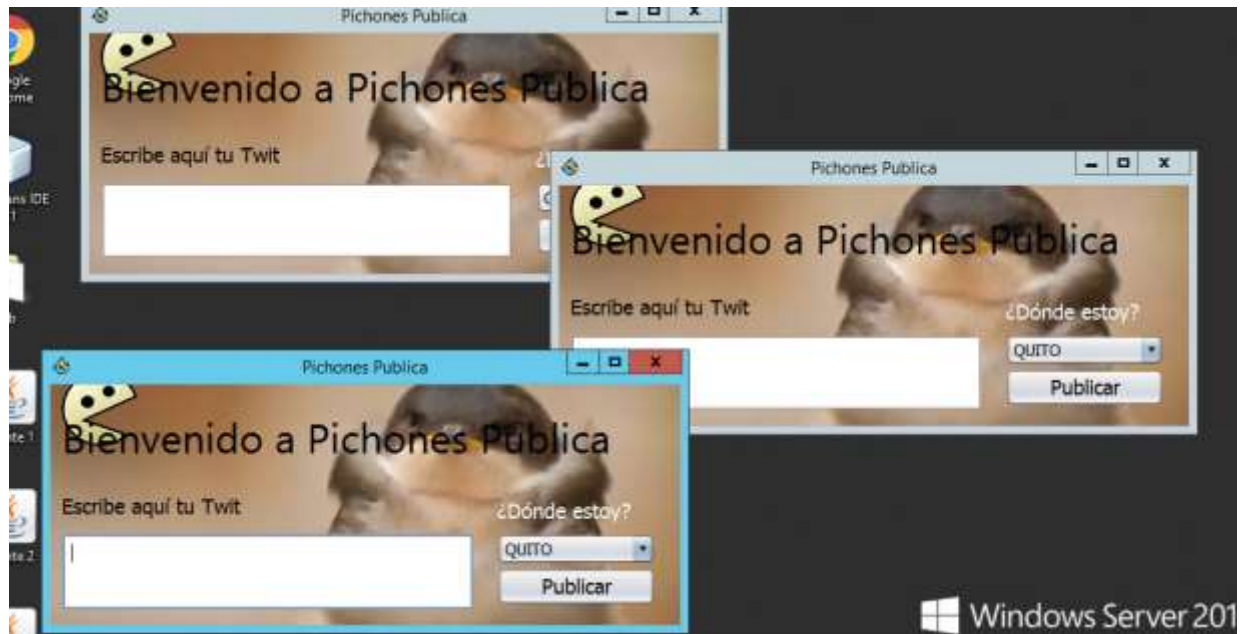 Pichones Publica
Bienvenido a Pichones Publica
Escribe aquí tu Twit
Pichones Publica
Bienvenido a Pichones Publica
Escribe aquí tu Twit
¿Dónde estoy?
QUITO
Publicar
Pichones Publica
Bienvenido a Pichones Publica
Escribe aquí tu Twit
¿Dónde estoy?
QUITO
Publicar
Windows Server 201